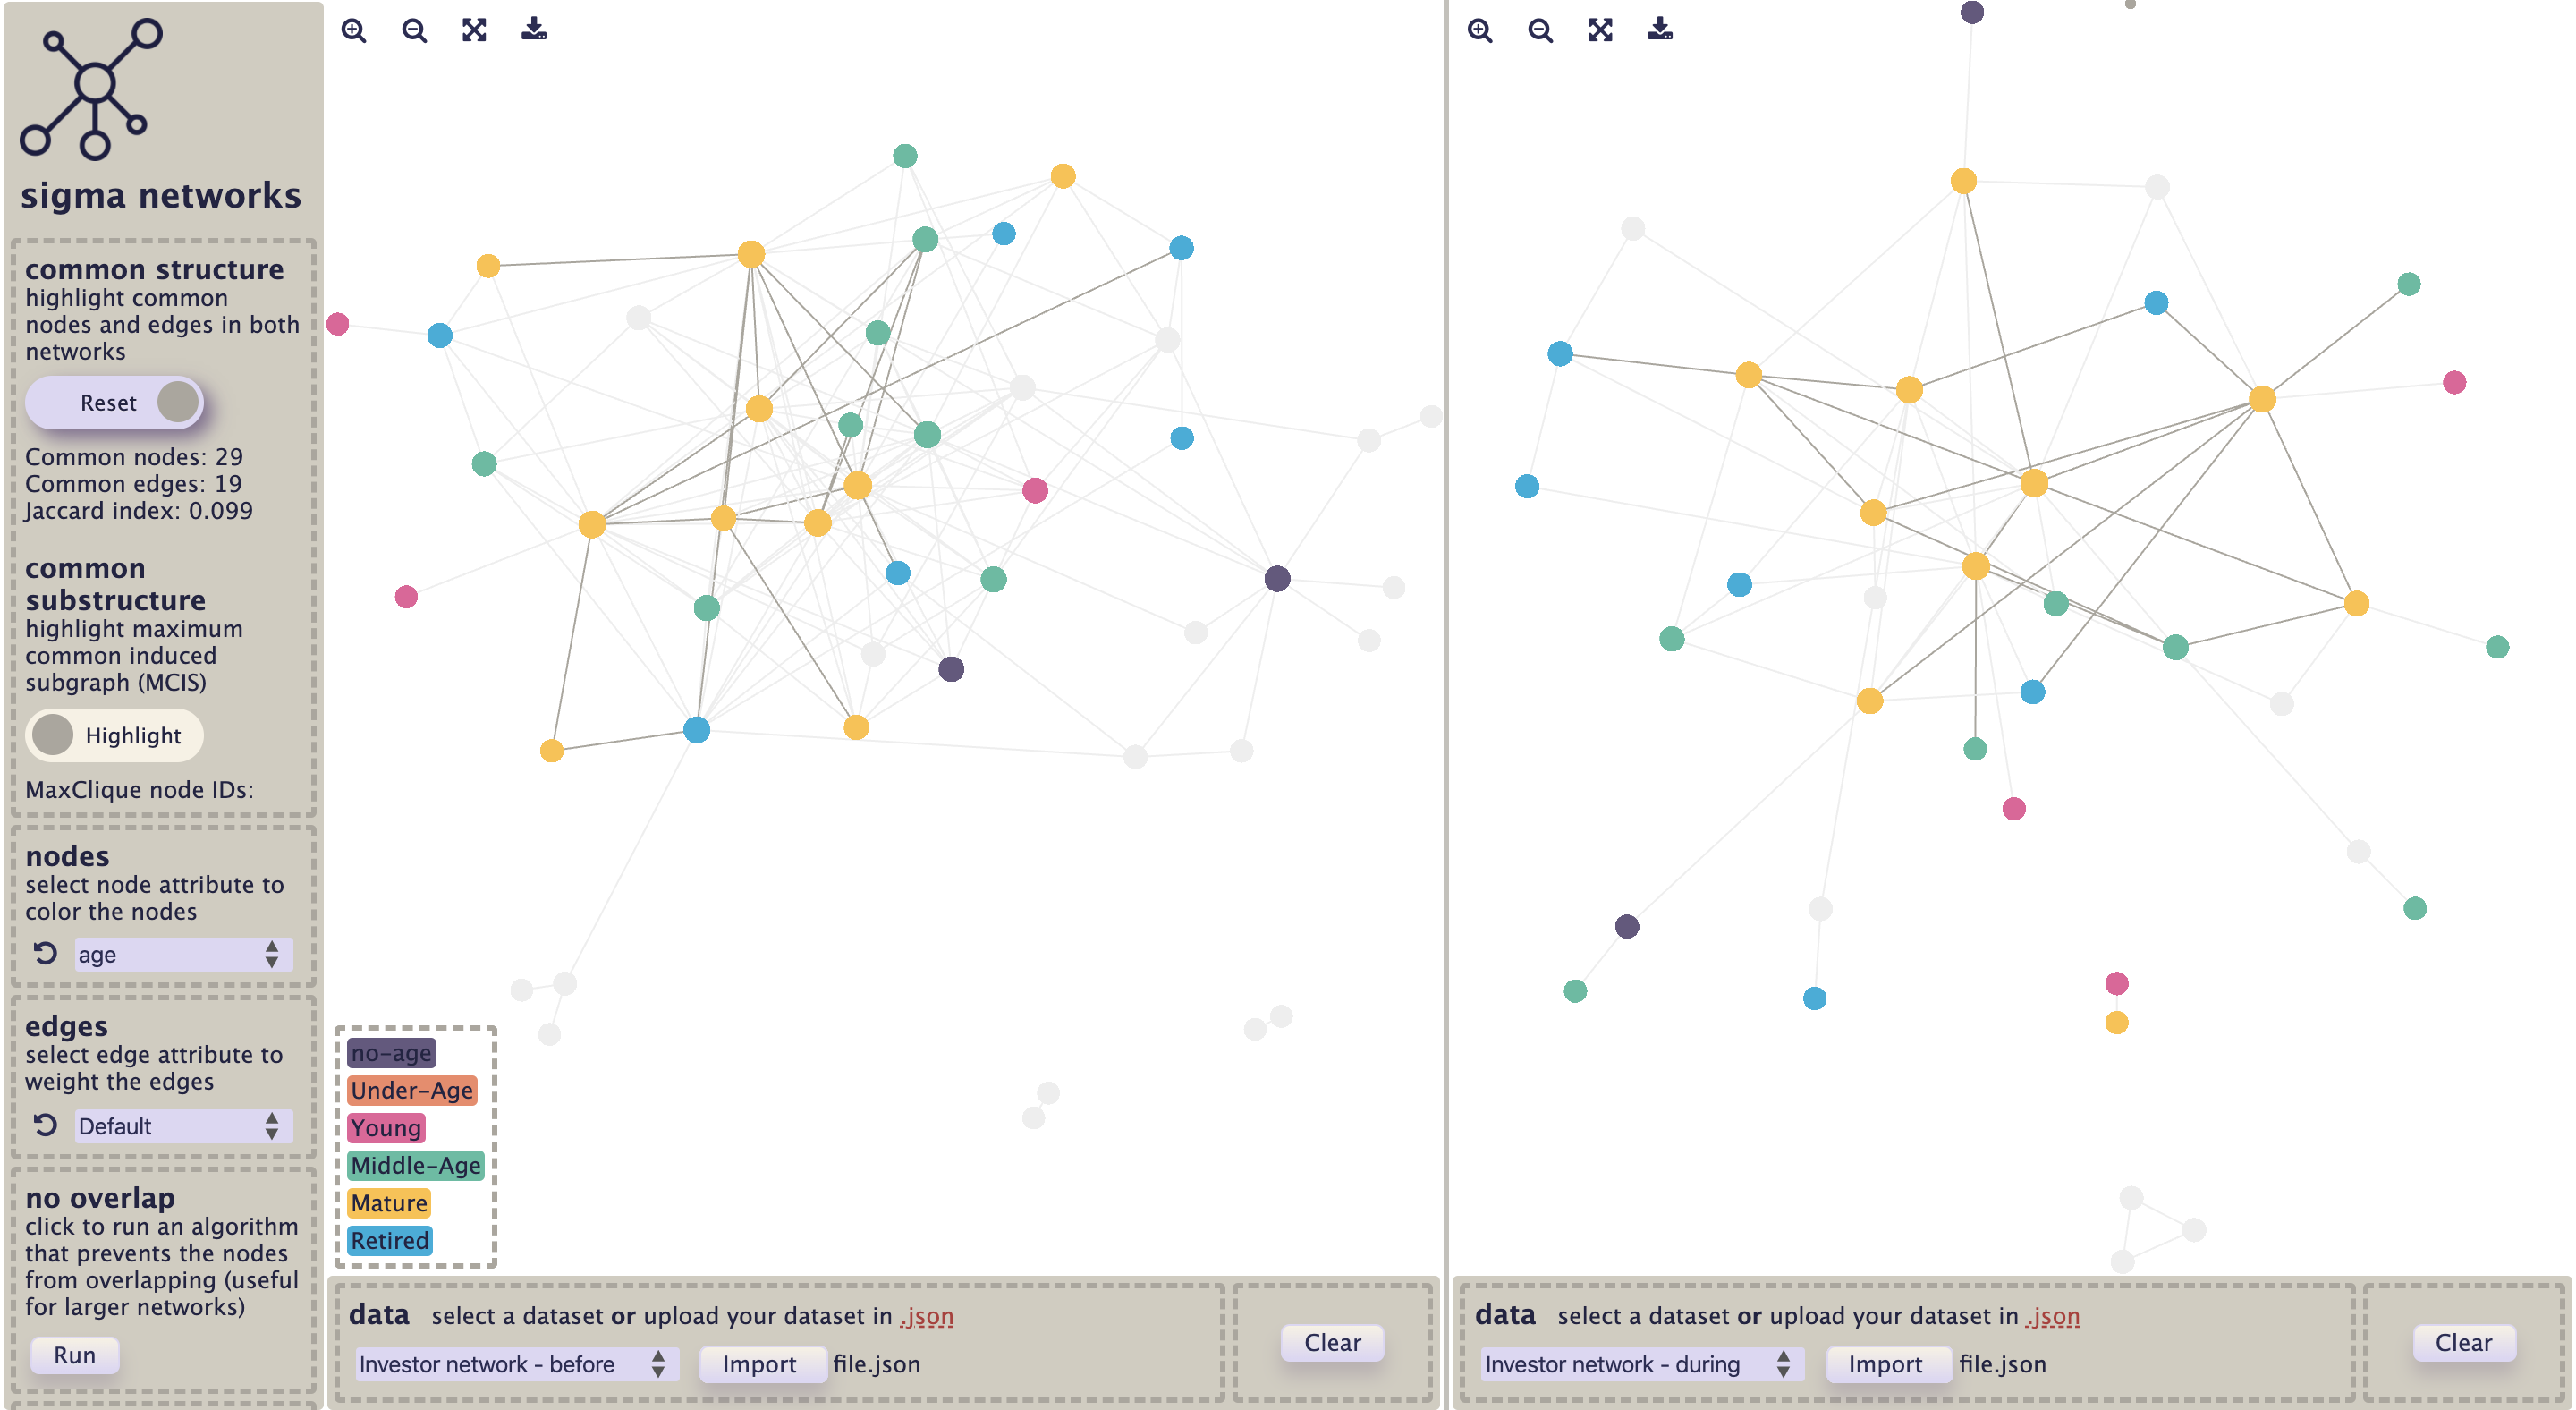 sigma networks
common structure
highlight common
nodes and edges in both
networks
Reset
Common nodes: 29
Common edges: 19
Jaccard index: 0.099
common
substructure
highlight maximum
common induced
subgraph (MCIS)
Highlight
MaxClique node IDs:
nodes
select node attribute to
color the nodes
age
edges
select edge attribute to
weight the edges
Default
no overlap
click to run an algorithm
that prevents the nodes
from overlapping (useful
for larger networks)
Run
no-age
Under-Age
Young
Middle-Age
Mature
Retired
data select a dataset or upload your dataset in .json
Investor network - before Import file.json
Clear
data select a dataset or upload your dataset in .json
Investor network - during Import file.json
Clear